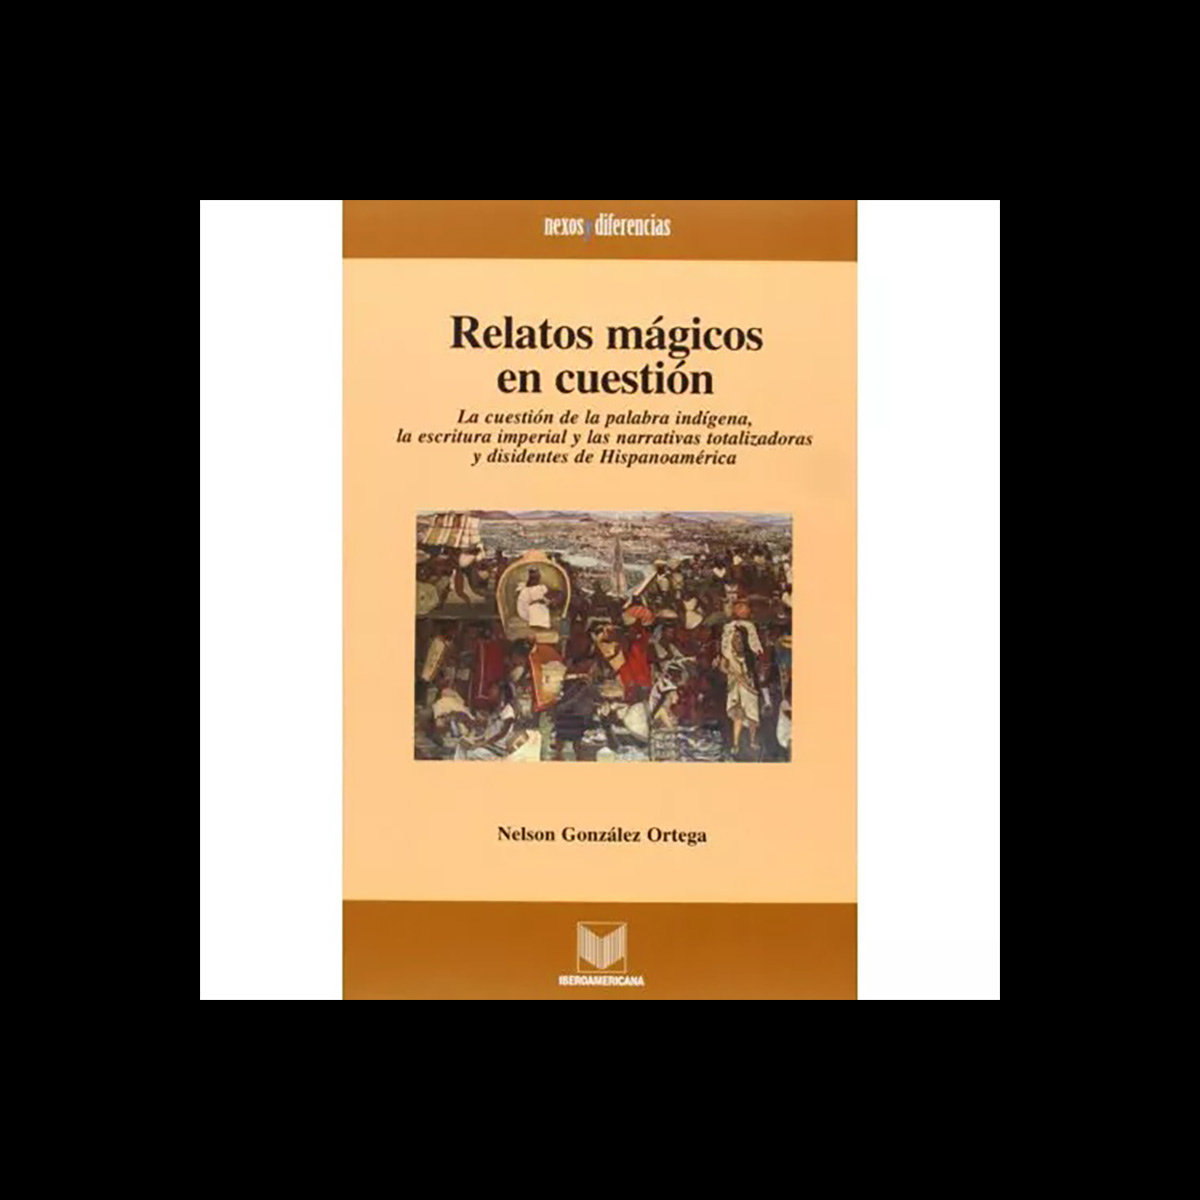 nexos y diferencias
Relatos mágicos
en cuestión
La cuestión de la palabra indígena,
la escritura imperial y las narrativas totalizadoras
y disidentes de Hispanoamérica
Nelson González Ortega
IBEROAMERICANA